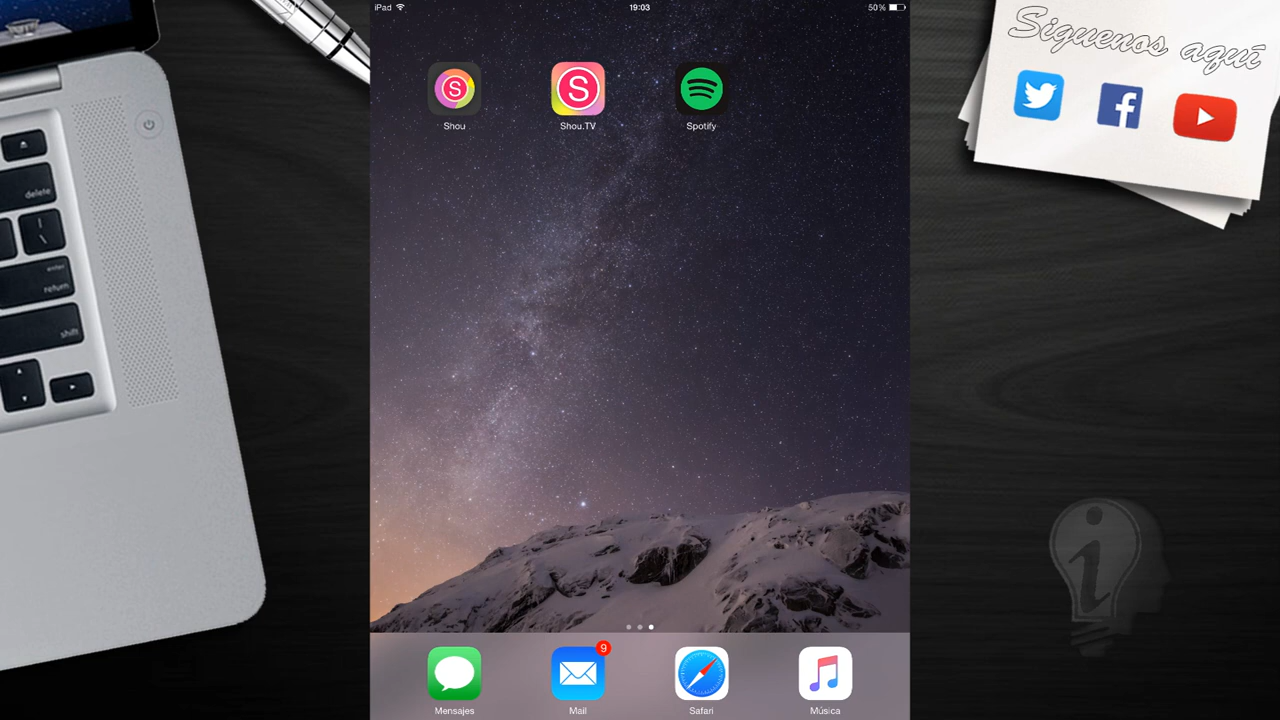 iPad
19:03
50%
Siguenos aquí
Shou
Shou.TV
Spotify
delete
enter
return
shift
9
Mensajes
Mail
Safari
Música